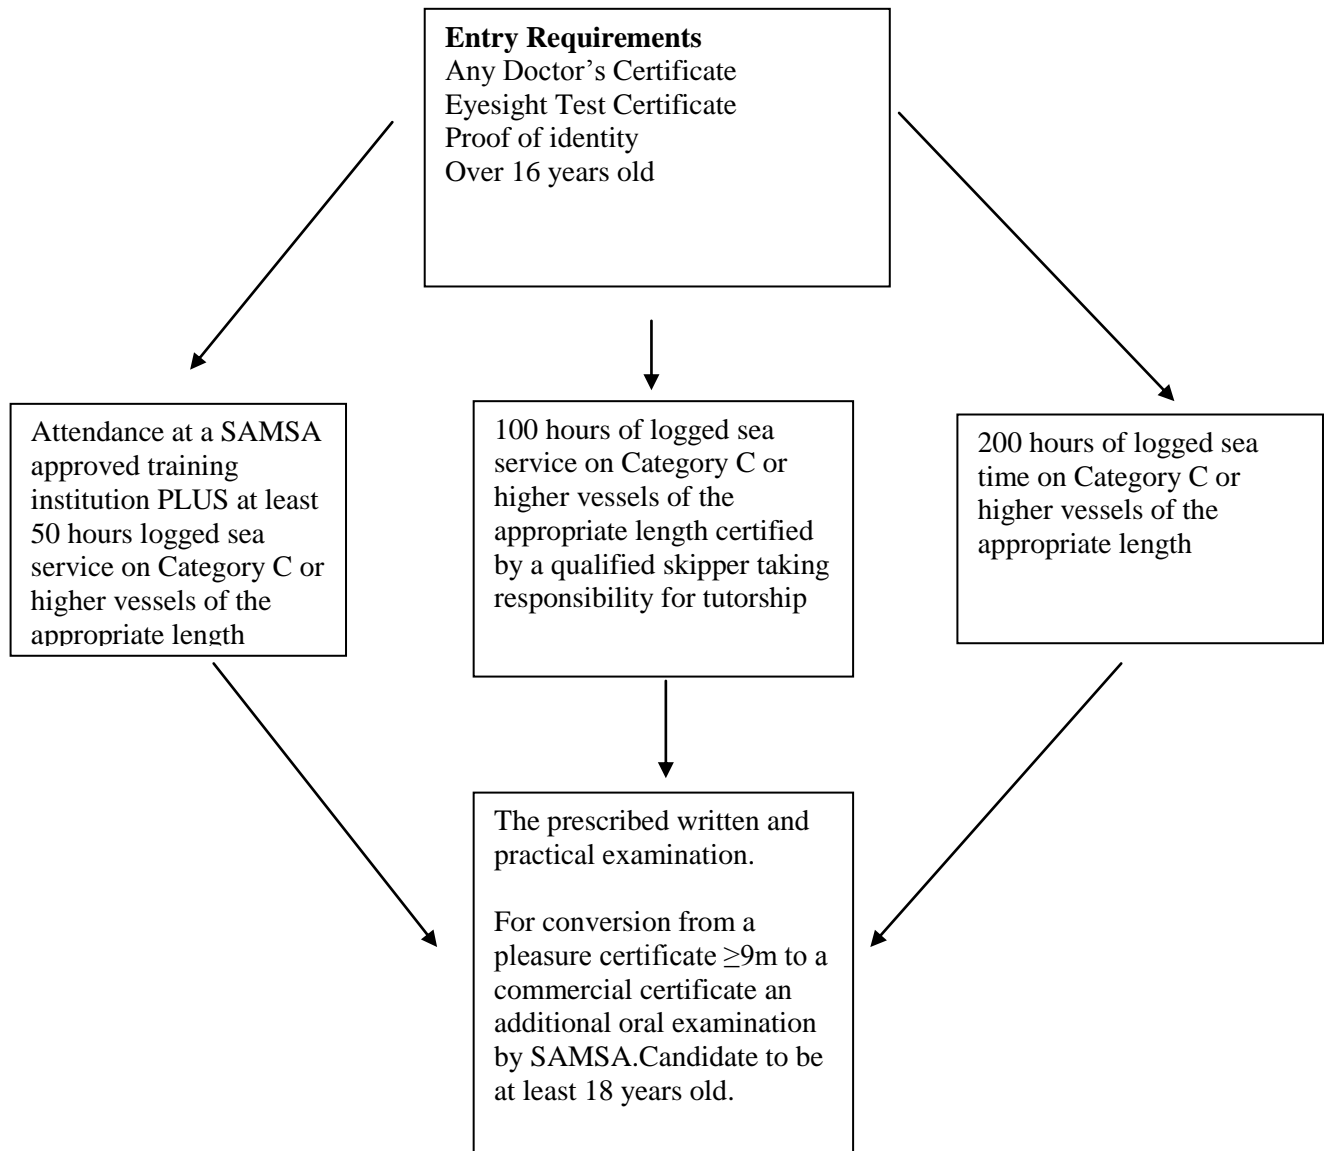 Entry Requirements
Any Doctor’s Certificate
Eyesight Test Certificate
Proof of identity
Over 16 years old
Attendance at a SAMSA
approved training
institution PLUS at least
50 hours logged sea
service on Category C or
higher vessels of the
appropriate length
100 hours of logged sea
service on Category C or
higher vessels of the
appropriate length certified
by a qualified skipper taking
responsibility for tutorship
200 hours of logged sea
time on Category C or
higher vessels of the
appropriate length
The prescribed written and
practical examination.
For conversion from a
pleasure certificate ≥9m to a
commercial certificate an
additional oral examination
by SAMSA.Candidate to be
at least 18 years old.